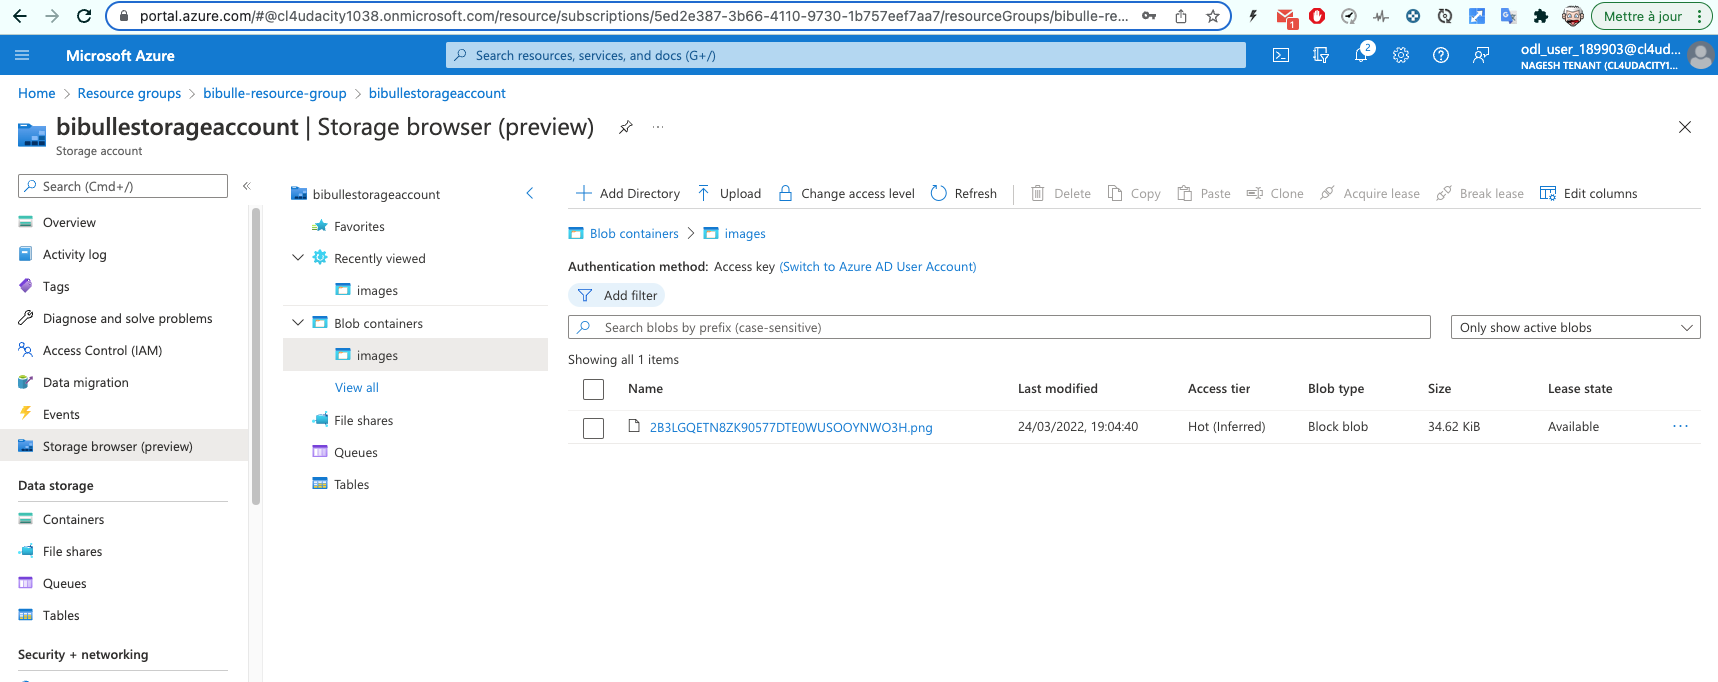 portal.azure.com/#@cl4udacity1038.onmicrosoft.com/resource/subscriptions/5ed2e387-3b66-4110-9730-1b757eef7aa7/resourceGroups/bibulle-re...
1
Mettre à jour
Microsoft Azure
Search resources, services, and docs (G+/)
2
odl_user_189903@cl4ud...
NAGESH TENANT (CL4UDACITY1...
Home > Resource groups > bibulle-resource-group > bibullestorageaccount
bibullestorageaccount | Storage browser (preview)
Storage account
Search (Cmd+/)
Overview
Activity log
Tags
Diagnose and solve problems
Access Control (IAM)
Data migration
Events
Storage browser (preview)
Data storage
Containers
File shares
Queues
Tables
Security + networking
bibullestorageaccount
Favorites
Recently viewed
images
Blob containers
images
View all
File shares
Queues
Tables
Add Directory Upload Change access level Refresh Delete Copy Paste Clone Acquire lease Break lease Edit columns
Blob containers > images
Authentication method: Access key (Switch to Azure AD User Account)
Add filter
Search blobs by prefix (case-sensitive)
Only show active blobs
Showing all 1 items
Name Last modified Access tier Blob type Size Lease state
2B3LGQETN8ZK90577DTE0WUSOOYNWO3H.png 24/03/2022, 19:04:40 Hot (Inferred) Block blob 34.62 KiB Available